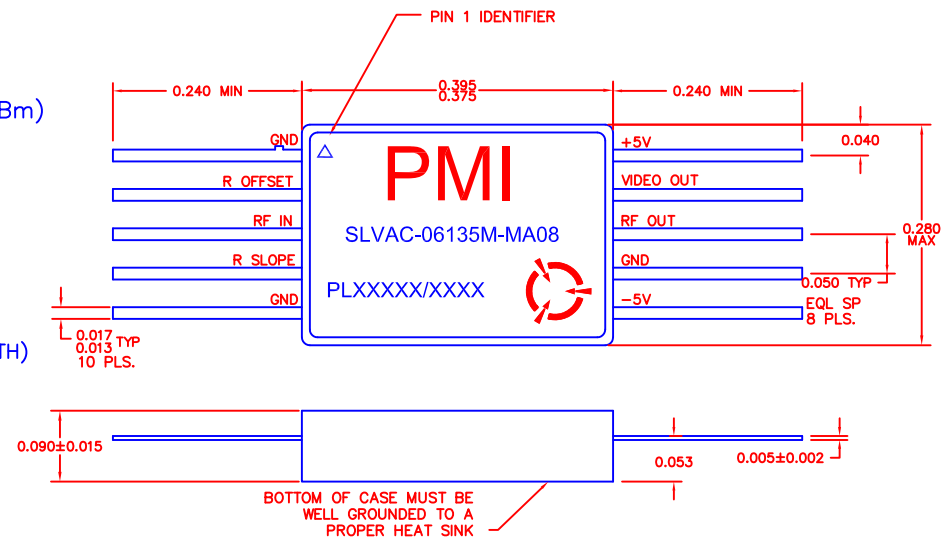 PIN 1 IDENTIFIER
0.240 MIN
0.395
0.375
0.240 MIN
Bm)
GND
+5V
0.040
R OFFSET
PMI
VIDEO OUT
RF IN
SLVAC-06135M-MA08
RF OUT
0.280
MAX
R SLOPE
GND
PLXXXXX/XXXX
0.050 TYP
EQL SP
8 PLS.
GND
-5V
0.017
0.013 TYP
10 PLS.
TH)
0.090±0.015
0.053
0.005±0.002
BOTTOM OF CASE MUST BE
WELL GROUNDED TO A
PROPER HEAT SINK